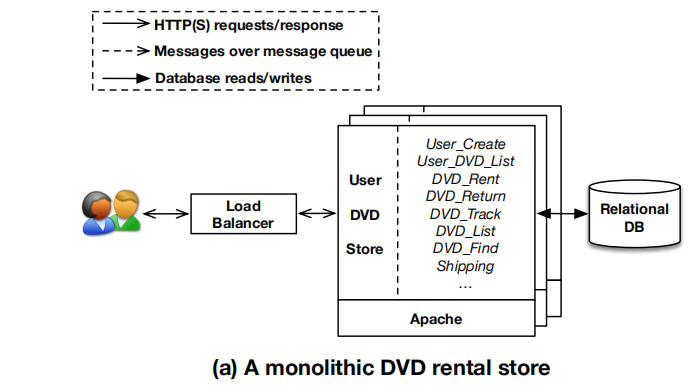 HTTP(S) requests/response
Messages over message queue
Database reads/writes
Load
Balancer
User
DVD
Store
User_Create
User_DVD_List
DVD_Rent
DVD_Return
DVD_Track
DVD_List
DVD_Find
Shipping
...
Apache
Relational
DB
(a) A monolithic DVD rental store